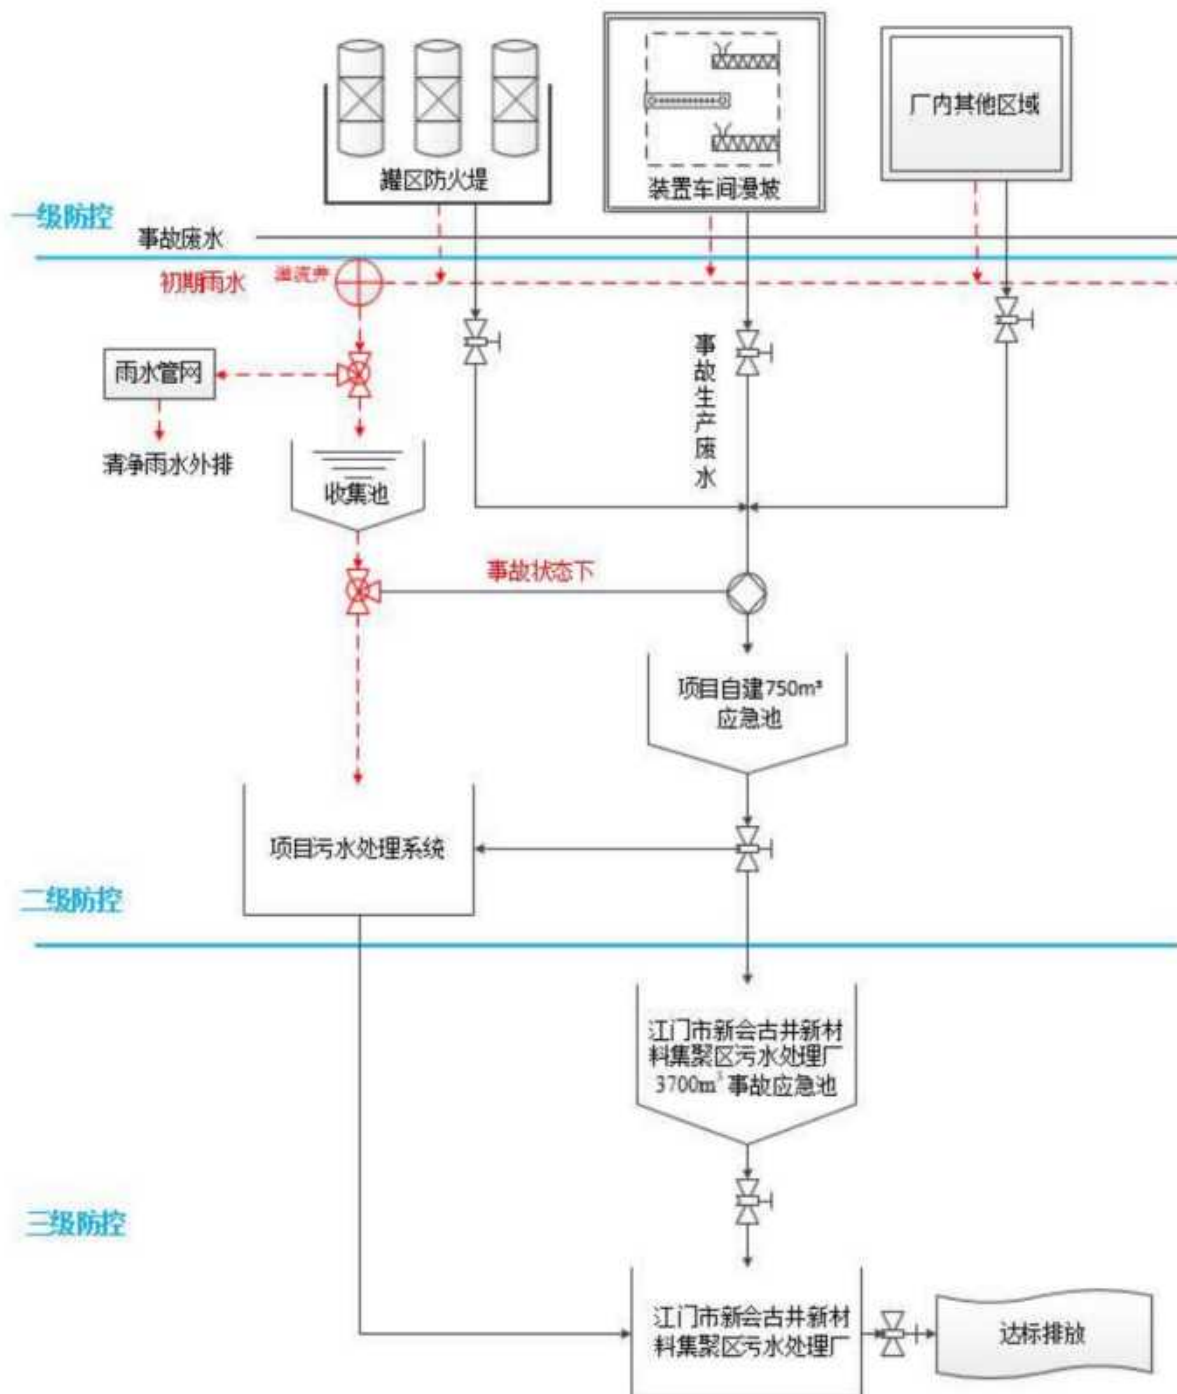 罐区防火堤
装置车间漫坡
厂内其他区域
一级防控
事故废水
初期雨水
溢流井
雨水管网
清净雨水外排
收集池
事故生产废水
事故状态下
项目自建750m³
应急池
项目污水处理系统
二级防控
江门市新会古井新材
料集聚区污水处理厂
3700m³ 事故应急池
三级防控
江门市新会古井新材
料集聚区污水处理厂
达标排放